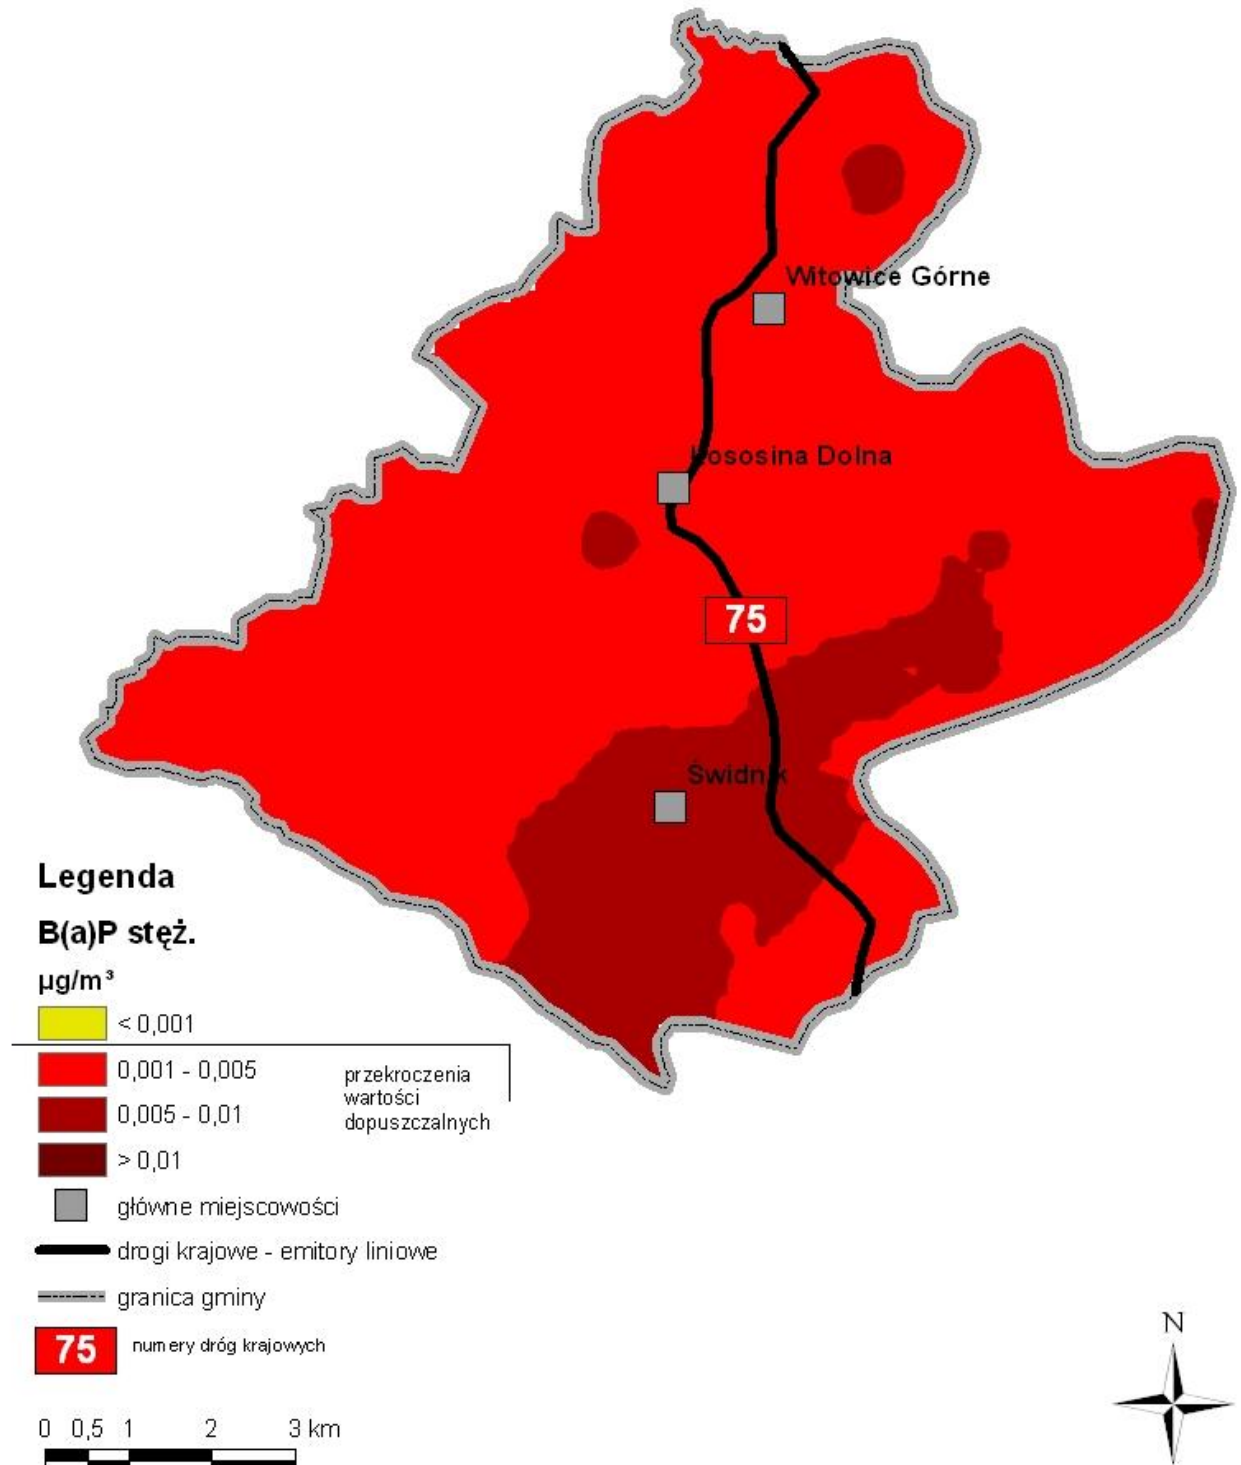 Witowice Górne
Łososina Dolna
75
Świdnik
Legenda
B(a)P stęż.
µg/m³
< 0,001
0,001 - 0,005
0,005 - 0,01
> 0,01
przekroczenia
wartości
dopuszczalnych
główne miejscowości
drogi krajowe - emitory liniowe
granica gminy
75 numery dróg krajowych
N
0 0,5 1 2 3 km